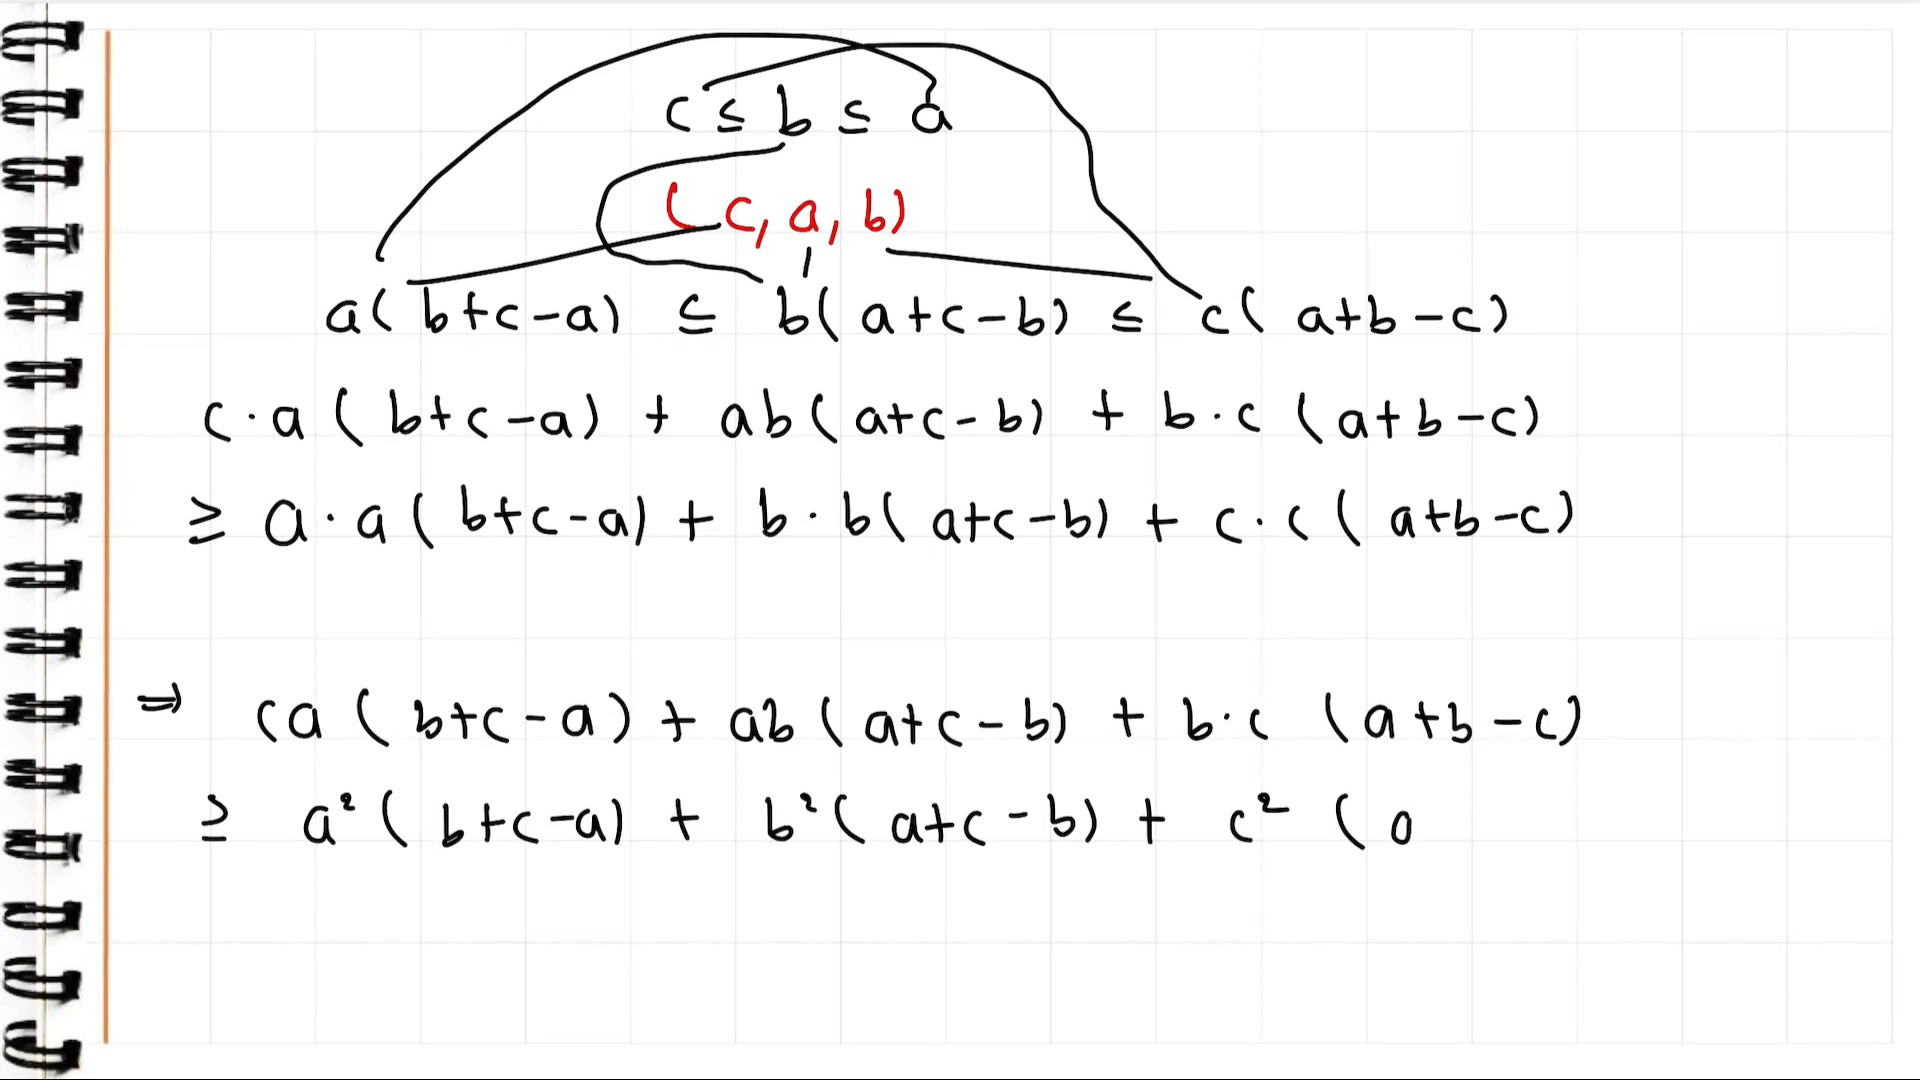 c ≤ b ≤ a
(c, a, b)
a(b+c-a) ≤ b(a+c-b) ≤ c(a+b-c)
c·a(b+c-a) + ab(a+c-b) + b·c(a+b-c)
≥ a·a(b+c-a) + b·b(a+c-b) + c·c(a+b-c)
⇒ ca(b+c-a) + ab(a+c-b) + b·c(a+b-c)
≥ a²(b+c-a) + b²(a+c-b) + c²(a